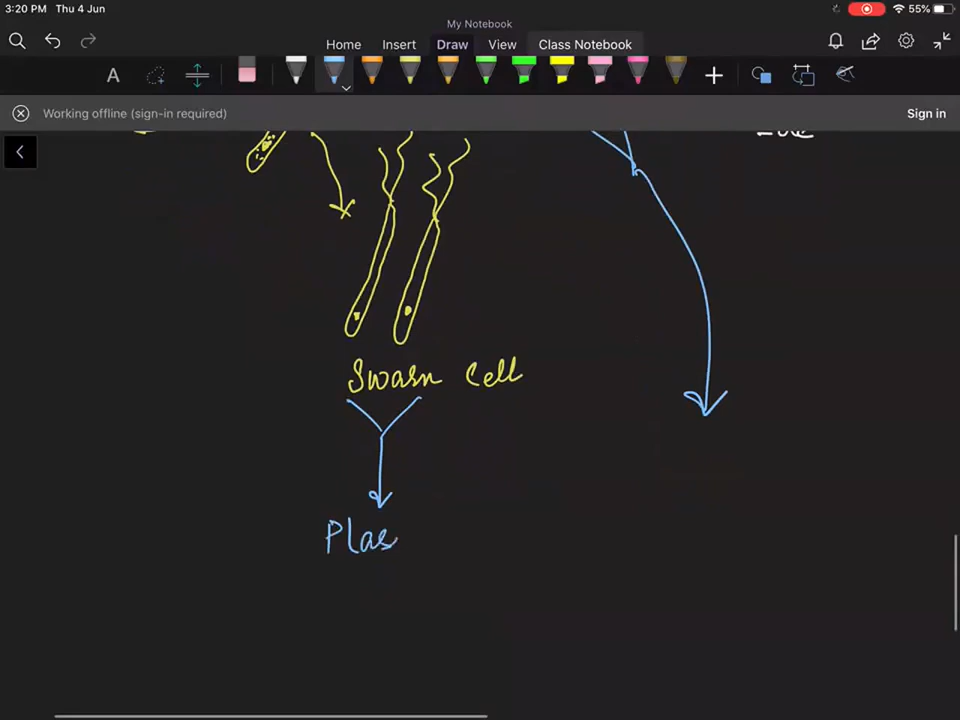 3:20 PM Thu 4 Jun
55%
My Notebook
Home Insert Draw View Class Notebook
A
Working offline (sign-in required) Sign in
Swarm Cell
Plas